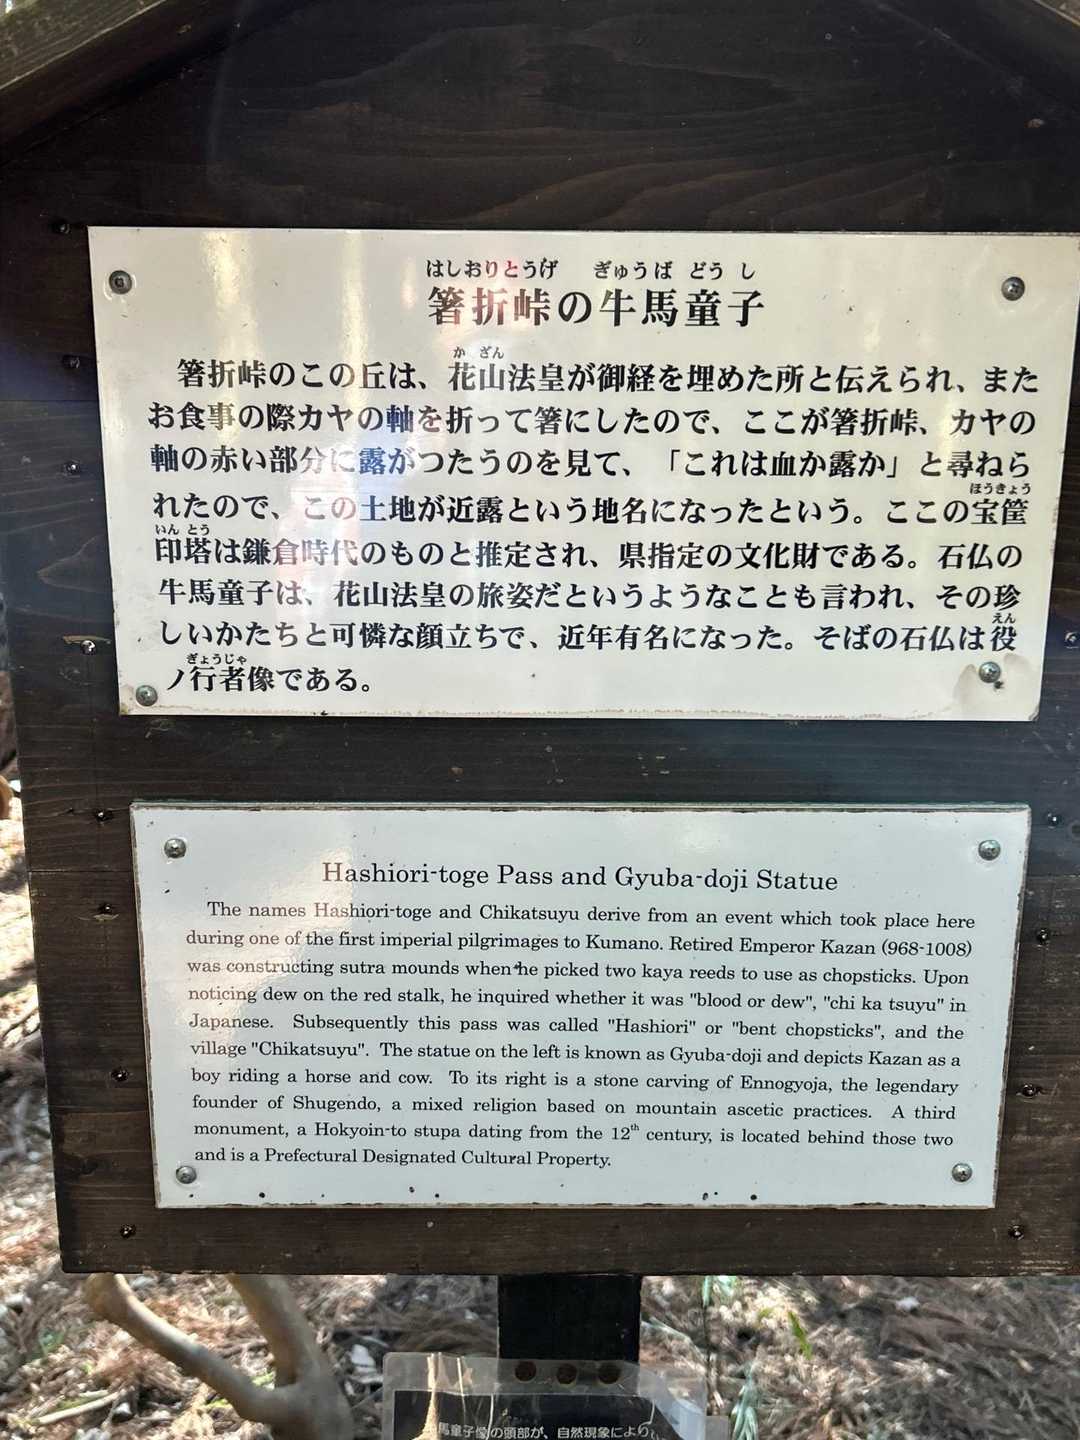 はしおりとうげ ぎゅうば どうし
箸折峠の牛馬童子
か ざん
箸折峠のこの丘は、花山法皇が御経を埋めた所と伝えられ、また
お食事の際カヤの軸を折って箸にしたので、ここが箸折峠、カヤの
軸の赤い部分に露がつたうのを見て、「これは血か露か」と尋ねら
ほうきょう
れたので、この土地が近露という地名になったという。ここの宝筐
いん とう
印塔は鎌倉時代のものと推定され、県指定の文化財である。石仏の
牛馬童子は、花山法皇の旅姿だというようなことも言われ、その珍
しいかたちと可憐な顔立ちで、近年有名になった。そばの石仏は役
えん
ぎょうじゃ
ノ行者像である。
Hashiori-toge Pass and Gyuba-doji Statue
The names Hashiori-toge and Chikatsuyu derive from an event which took place here
during one of the first imperial pilgrimages to Kumano. Retired Emperor Kazan (968-1008)
was constructing sutra mounds when he picked two kaya reeds to use as chopsticks. Upon
noticing dew on the red stalk, he inquired whether it was "blood or dew", "chi ka tsuyu" in
Japanese. Subsequently this pass was called "Hashiori" or "bent chopsticks", and the
village "Chikatsuyu". The statue on the left is known as Gyuba-doji and depicts Kazan as a
boy riding a horse and cow. To its right is a stone carving of Ennogyoja, the legendary
founder of Shugendo, a mixed religion based on mountain ascetic practices. A third
monument, a Hokyoin-to stupa dating from the 12th century, is located behind those two
and is a Prefectural Designated Cultural Property.
馬童子像の頭部が、自然現象により